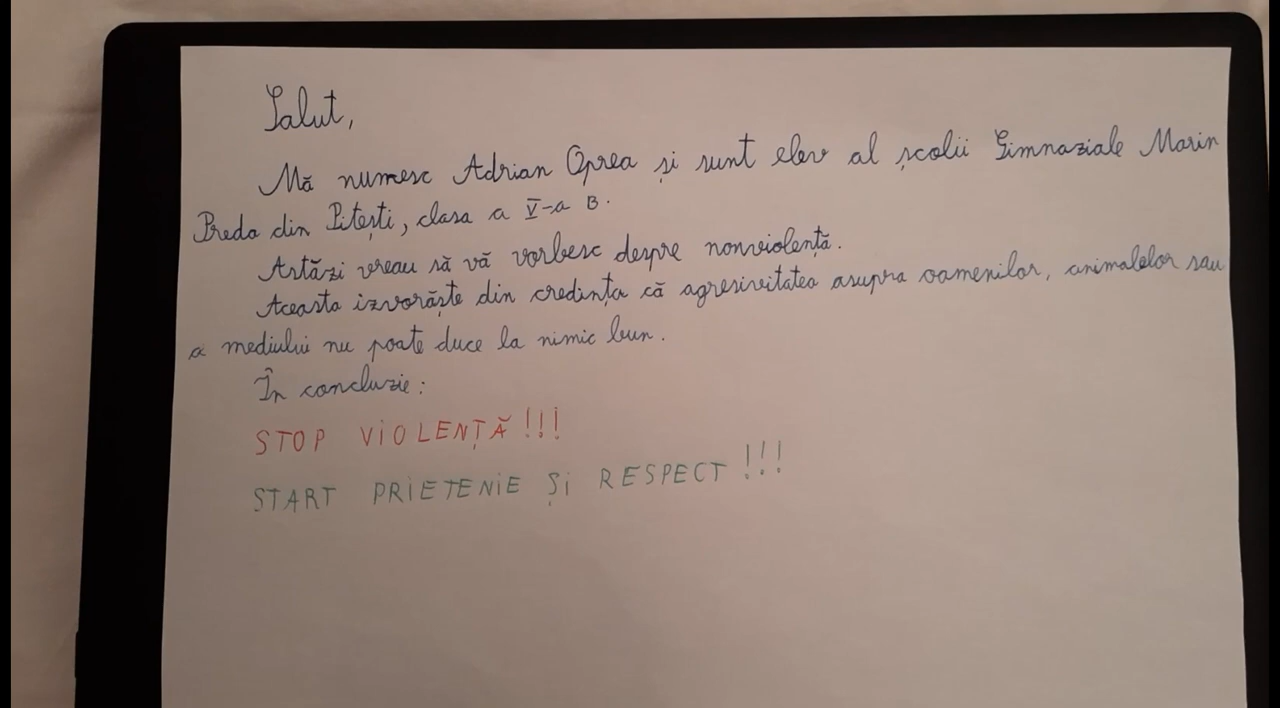 Salut,
Mă numesc Adrian Oprea și sunt elev al școlii Gimnaziale Marin
Preda din Pitești, clasa a V-a B.
Astăzi vreau să vă vorbesc despre nonviolență.
Aceasta izvorăște din credința că agresivitatea asupra oamenilor, animalelor sau
a mediului nu poate duce la nimic bun.
În concluzie:
STOP VIOLENȚĂ!!!
START PRIETENIE ȘI RESPECT!!!